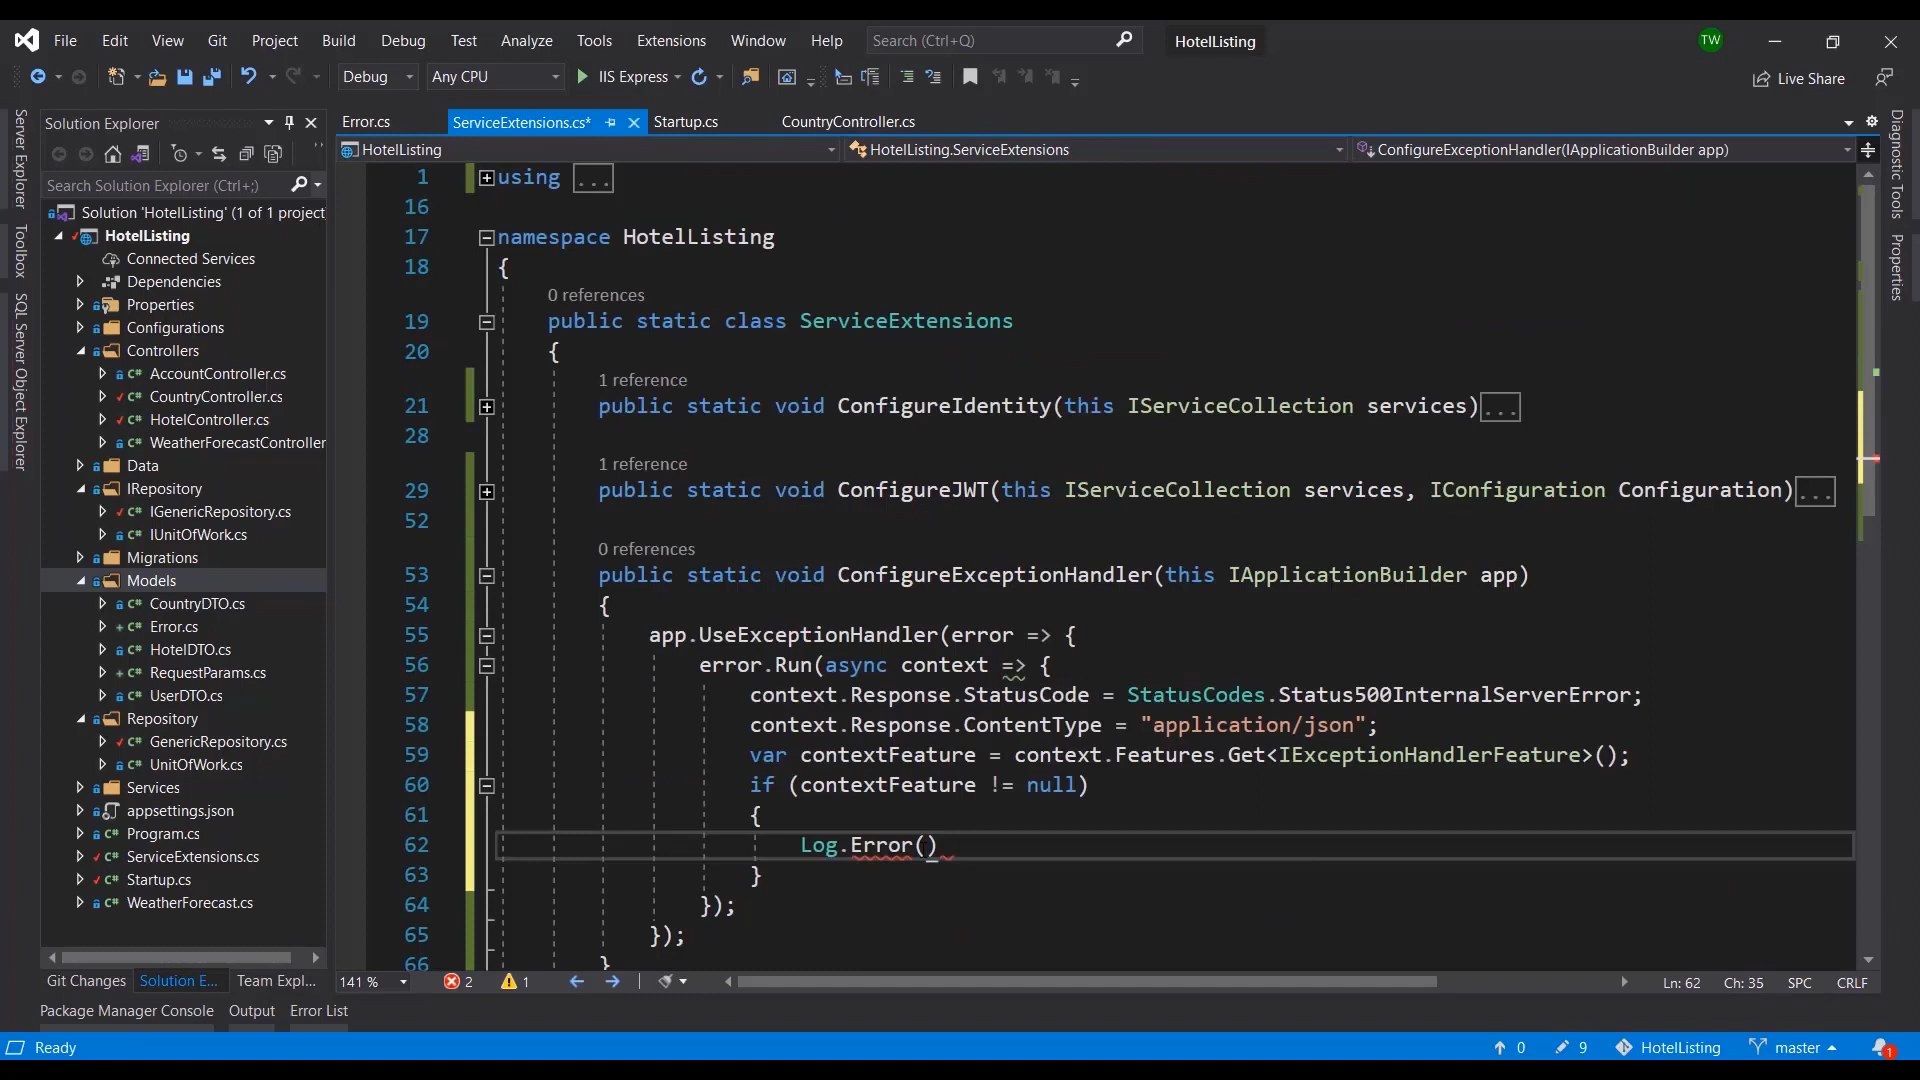 File Edit View Git Project Build Debug Test Analyze Tools Extensions Window Help Search (Ctrl+Q) HotelListing TW
Debug Any CPU IIS Express Live Share
Server Explorer
Toolbox
SQL Server Object Explorer
Solution Explorer
Search Solution Explorer (Ctrl+;)
Solution 'HotelListing' (1 of 1 project
HotelListing
Connected Services
Dependencies
Properties
Configurations
Controllers
C# AccountController.cs
C# CountryController.cs
C# HotelController.cs
C# WeatherForecastController
Data
IRepository
C# IGenericRepository.cs
C# IUnitOfWork.cs
Migrations
Models
C# CountryDTO.cs
C# Error.cs
C# HotelDTO.cs
C# RequestParams.cs
C# UserDTO.cs
Repository
C# GenericRepository.cs
C# UnitOfWork.cs
Services
appsettings.json
C# Program.cs
C# ServiceExtensions.cs
C# Startup.cs
C# WeatherForecast.cs
Git Changes Solution E... Team Expl...
Error.cs ServiceExtensions.cs* Startup.cs CountryController.cs
HotelListing HotelListing.ServiceExtensions ConfigureExceptionHandler(IApplicationBuilder app)
1 using ...
16
17 namespace HotelListing
18 {
0 references
19 public static class ServiceExtensions
20 {
1 reference
21 public static void ConfigureIdentity(this IServiceCollection services)...
28
1 reference
29 public static void ConfigureJWT(this IServiceCollection services, IConfiguration Configuration)...
52
0 references
53 public static void ConfigureExceptionHandler(this IApplicationBuilder app)
54 {
55 app.UseExceptionHandler(error => {
56 error.Run(async context => {
57 context.Response.StatusCode = StatusCodes.Status500InternalServerError;
58 context.Response.ContentType = "application/json";
59 var contextFeature = context.Features.Get<IExceptionHandlerFeature>();
60 if (contextFeature != null)
61 {
62 Log.Error()
63 }
64 });
65 });
66 }
141 % 2 1 Ln: 62 Ch: 35 SPC CRLF
Diagnostic Tools
Properties
Package Manager Console Output Error List
Ready 0 9 HotelListing master 1